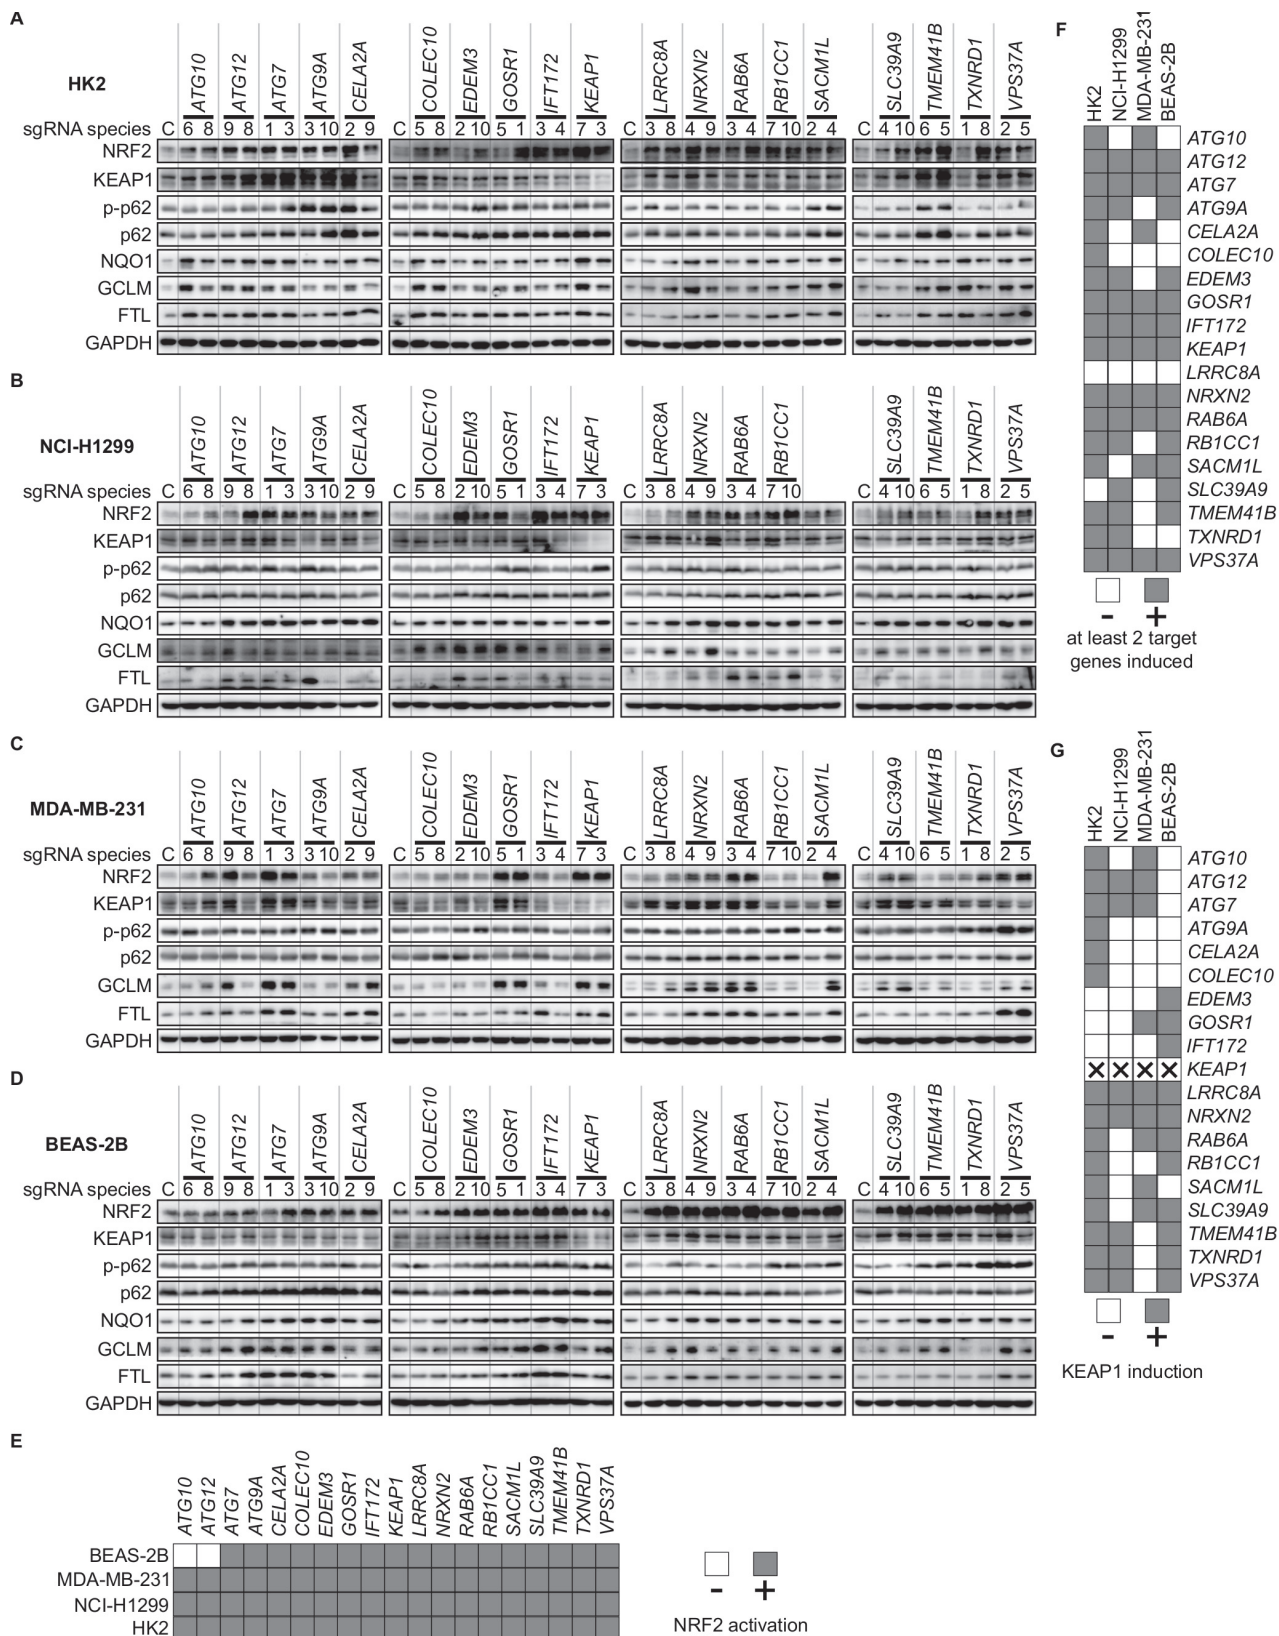 A
HK2
ATG10 ATG12 ATG7 ATG9A CELA2A COLEC10 EDEM3 GOSR1 IFT172 KEAP1 LRRC8A NRXN2 RAB6A RB1CC1 SACM1L SLC39A9 TMEM41B TXNRD1 VPS37A
sgRNA species C 6 8 9 8 1 3 3 10 2 9 C 5 8 2 10 5 1 3 4 7 3 C 3 8 4 9 3 4 7 10 2 4 C 4 10 6 5 1 8 2 5
NRF2
KEAP1
p-p62
p62
NQO1
GCLM
FTL
GAPDH
B
NCI-H1299
ATG10 ATG12 ATG7 ATG9A CELA2A COLEC10 EDEM3 GOSR1 IFT172 KEAP1 LRRC8A NRXN2 RAB6A RB1CC1 SLC39A9 TMEM41B TXNRD1 VPS37A
sgRNA species C 6 8 9 8 1 3 3 10 2 9 C 5 8 2 10 5 1 3 4 7 3 C 3 8 4 9 3 4 7 10 C 4 10 6 5 1 8 2 5
NRF2
KEAP1
p-p62
p62
NQO1
GCLM
FTL
GAPDH
C
MDA-MB-231
ATG10 ATG12 ATG7 ATG9A CELA2A COLEC10 EDEM3 GOSR1 IFT172 KEAP1 LRRC8A NRXN2 RAB6A RB1CC1 SACM1L SLC39A9 TMEM41B TXNRD1 VPS37A
sgRNA species C 6 8 9 8 1 3 3 10 2 9 C 5 8 2 10 5 1 3 4 7 3 C 3 8 4 9 3 4 7 10 2 4 C 4 10 6 5 1 8 2 5
NRF2
KEAP1
p-p62
p62
GCLM
FTL
GAPDH
D
BEAS-2B
ATG10 ATG12 ATG7 ATG9A CELA2A COLEC10 EDEM3 GOSR1 IFT172 KEAP1 LRRC8A NRXN2 RAB6A RB1CC1 SACM1L SLC39A9 TMEM41B TXNRD1 VPS37A
sgRNA species C 6 8 9 8 1 3 3 10 2 9 C 5 8 2 10 5 1 3 4 7 3 C 3 8 4 9 3 4 7 10 2 4 C 4 10 6 5 1 8 2 5
NRF2
KEAP1
p-p62
p62
NQO1
GCLM
FTL
GAPDH
E
ATG10 ATG12 ATG7 ATG9A CELA2A COLEC10 EDEM3 GOSR1 IFT172 KEAP1 LRRC8A NRXN2 RAB6A RB1CC1 SACM1L SLC39A9 TMEM41B TXNRD1 VPS37A
BEAS-2B
MDA-MB-231
NCI-H1299
HK2
- +
NRF2 activation
F
HK2 NCI-H1299 MDA-MB-231 BEAS-2B
ATG10
ATG12
ATG7
ATG9A
CELA2A
COLEC10
EDEM3
GOSR1
IFT172
KEAP1
LRRC8A
NRXN2
RAB6A
RB1CC1
SACM1L
SLC39A9
TMEM41B
TXNRD1
VPS37A
- +
at least 2 target
genes induced
G
HK2 NCI-H1299 MDA-MB-231 BEAS-2B
ATG10
ATG12
ATG7
ATG9A
CELA2A
COLEC10
EDEM3
GOSR1
IFT172
KEAP1
LRRC8A
NRXN2
RAB6A
RB1CC1
SACM1L
SLC39A9
TMEM41B
TXNRD1
VPS37A
- +
KEAP1 induction